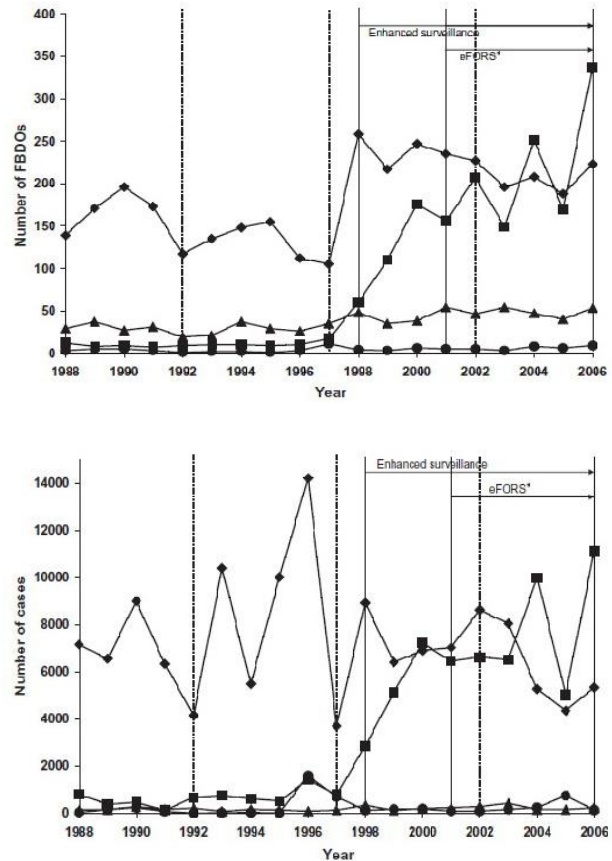 400
Enhanced surveillance
350
eFORS*
300
250
200
150
100
50
0
Number of FBDOs
1988 1990 1992 1994 1996 1998 2000 2002 2004 2006
Year
Enhanced surveillance
14000
eFORS*
12000
10000
8000
6000
4000
2000
0
Number of cases
1988 1990 1992 1994 1996 1998 2000 2002 2004 2006
Year